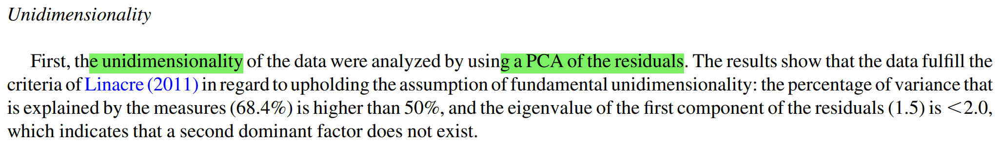 Unidimensionality
First, the unidimensionality of the data were analyzed by using a PCA of the residuals. The results show that the data fulfill the
criteria of Linacre (2011) in regard to upholding the assumption of fundamental unidimensionality: the percentage of variance that
is explained by the measures (68.4%) is higher than 50%, and the eigenvalue of the first component of the residuals (1.5) is <2.0,
which indicates that a second dominant factor does not exist.